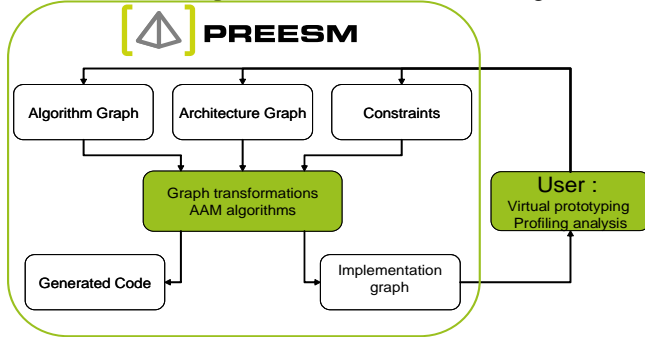 PREESM
Algorithm Graph
Architecture Graph
Constraints
Graph transformations
AAM algorithms
User :
Virtual prototyping
Profiling analysis
Generated Code
Implementation
graph